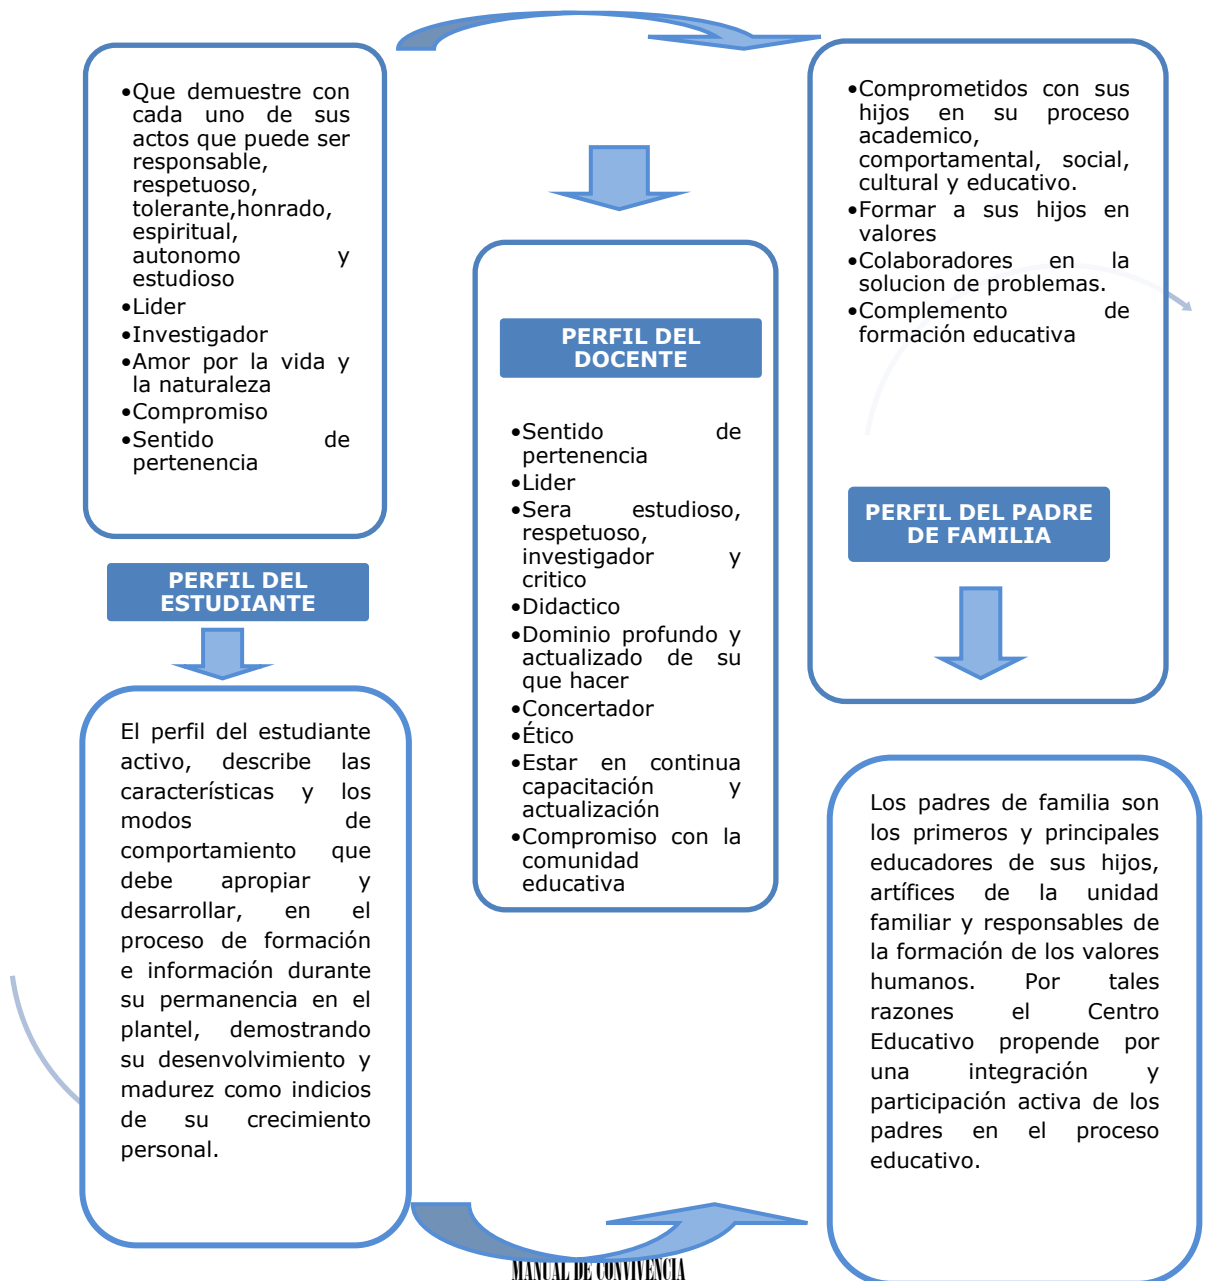 •Que demuestre con
cada uno de sus
actos que puede ser
responsable,
respetuoso,
tolerante,honrado,
espiritual,
autonomo y
estudioso
•Lider
•Investigador
•Amor por la vida y
la naturaleza
•Compromiso
•Sentido de
pertenencia
PERFIL DEL
ESTUDIANTE
El perfil del estudiante
activo, describe las
características y los
modos de
comportamiento que
debe apropiar y
desarrollar, en el
proceso de formación
e información durante
su permanencia en el
plantel, demostrando
su desenvolvimiento y
madurez como indicios
de su crecimiento
personal.
PERFIL DEL
DOCENTE
•Sentido de
pertenencia
•Lider
•Sera estudioso,
respetuoso,
investigador y
critico
•Didactico
•Dominio profundo y
actualizado de su
que hacer
•Concertador
•Ético
•Estar en continua
capacitación y
actualización
•Compromiso con la
comunidad
educativa
•Comprometidos con sus
hijos en su proceso
academico,
comportamental, social,
cultural y educativo.
•Formar a sus hijos en
valores
•Colaboradores en la
solucion de problemas.
•Complemento de
formación educativa
PERFIL DEL PADRE
DE FAMILIA
Los padres de familia son
los primeros y principales
educadores de sus hijos,
artífices de la unidad
familiar y responsables de
la formación de los valores
humanos. Por tales
razones el Centro
Educativo propende por
una integración y
participación activa de los
padres en el proceso
educativo.
MANUAL DE CONVIVENCIA